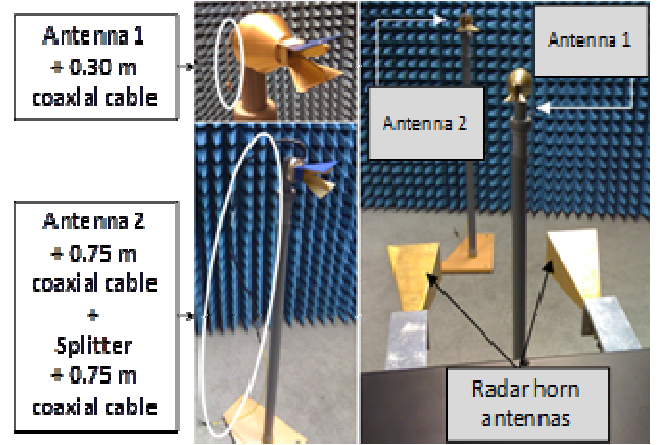 Antenna 1
+ 0.30 m
coaxial cable
Antenna 2
+ 0.75 m
coaxial cable
+
Splitter
+ 0.75 m
coaxial cable
Antenna 1
Antenna 2
Radar horn
antennas